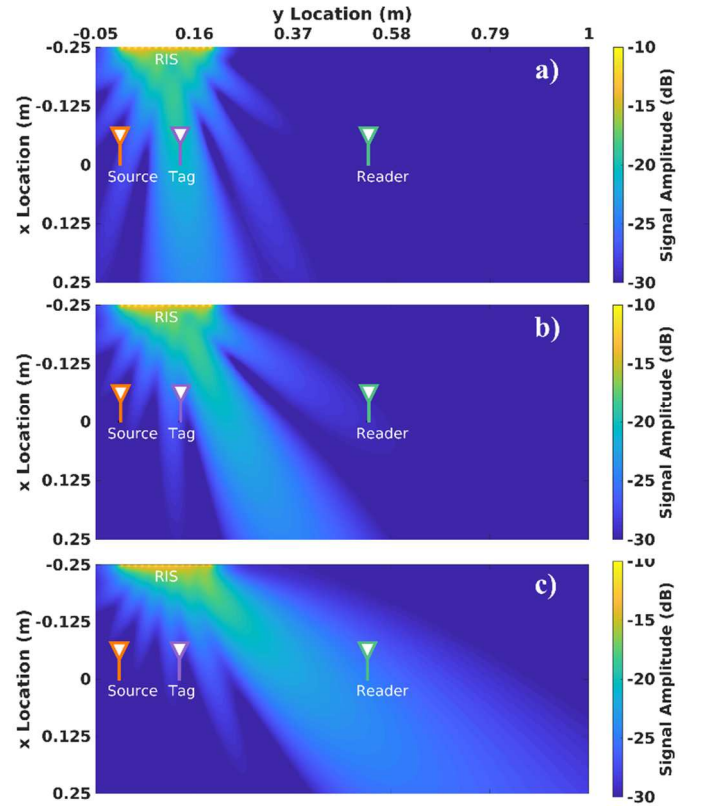 y Location (m)
-0.05 0.16 0.37 0.58 0.79 1
-0.25 RIS a) -10
-0.125 -15
0 Source Tag Reader -20
0.125 -25
0.25 -30
x Location (m)
Signal Amplitude (dB)
-0.25 RIS b) -10
-0.125 -15
0 Source Tag Reader -20
0.125 -25
0.25 -30
x Location (m)
Signal Amplitude (dB)
-0.25 RIS c) -10
-0.125 -15
0 Source Tag Reader -20
0.125 -25
0.25 -30
x Location (m)
Signal Amplitude (dB)